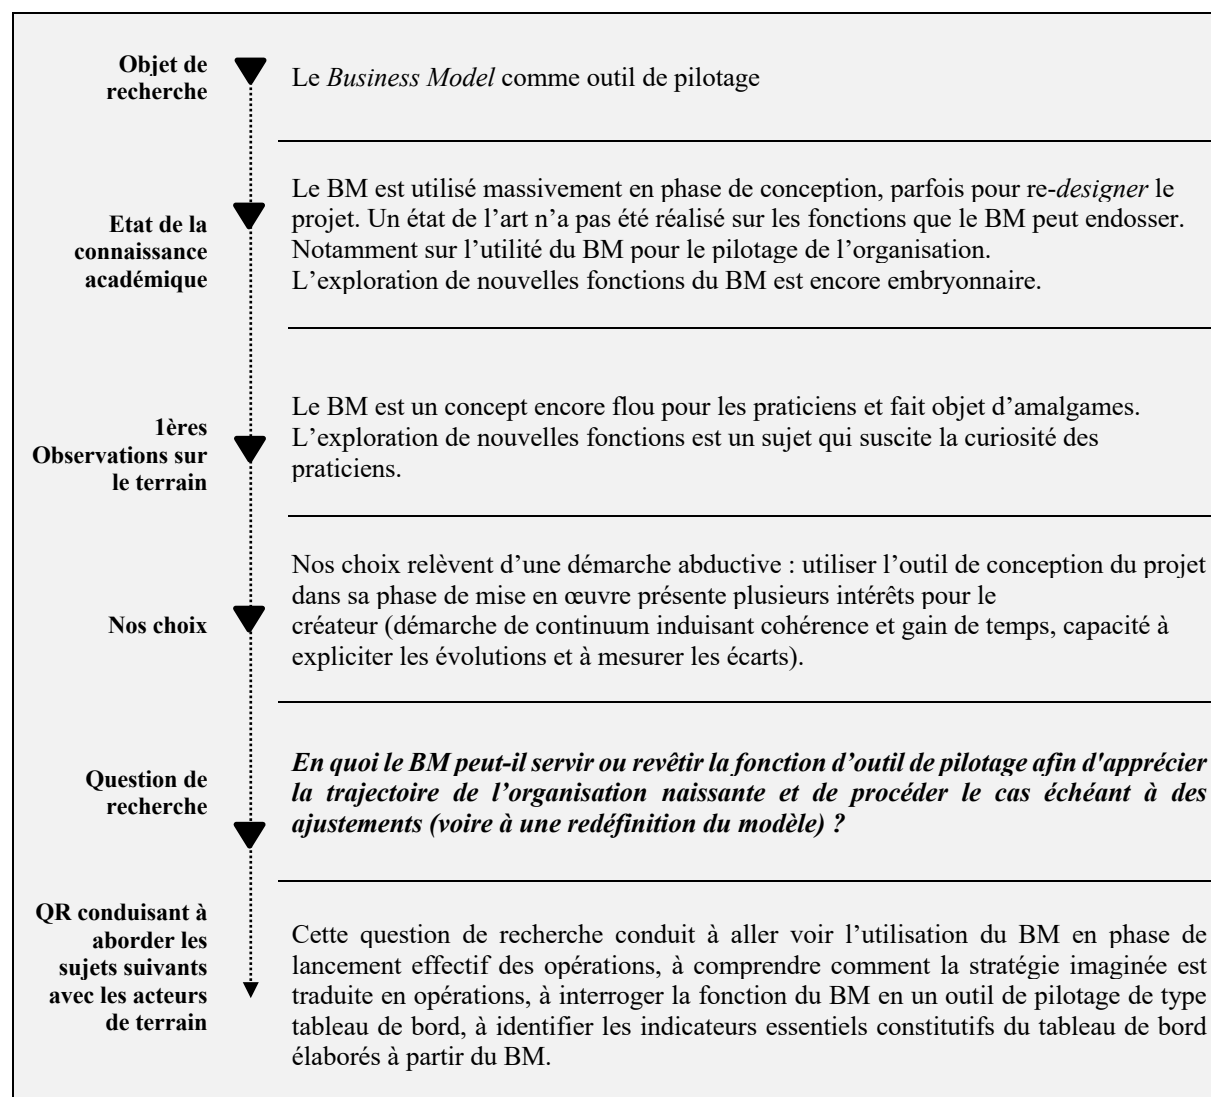 Objet de
recherche
Le Business Model comme outil de pilotage
Etat de la
connaissance
académique
Le BM est utilisé massivement en phase de conception, parfois pour re-designer le
projet. Un état de l’art n’a pas été réalisé sur les fonctions que le BM peut endosser.
Notamment sur l’utilité du BM pour le pilotage de l’organisation.
L’exploration de nouvelles fonctions du BM est encore embryonnaire.
1ères
Observations sur
le terrain
Le BM est un concept encore flou pour les praticiens et fait objet d’amalgames.
L’exploration de nouvelles fonctions est un sujet qui suscite la curiosité des
praticiens.
Nos choix
Nos choix relèvent d’une démarche abductive : utiliser l’outil de conception du projet
dans sa phase de mise en œuvre présente plusieurs intérêts pour le
créateur (démarche de continuum induisant cohérence et gain de temps, capacité à
expliciter les évolutions et à mesurer les écarts).
Question de
recherche
En quoi le BM peut-il servir ou revêtir la fonction d’outil de pilotage afin d'apprécier
la trajectoire de l’organisation naissante et de procéder le cas échéant à des
ajustements (voire à une redéfinition du modèle) ?
QR conduisant à
aborder les
sujets suivants
avec les acteurs
de terrain
Cette question de recherche conduit à aller voir l’utilisation du BM en phase de
lancement effectif des opérations, à comprendre comment la stratégie imaginée est
traduite en opérations, à interroger la fonction du BM en un outil de pilotage de type
tableau de bord, à identifier les indicateurs essentiels constitutifs du tableau de bord
élaborés à partir du BM.